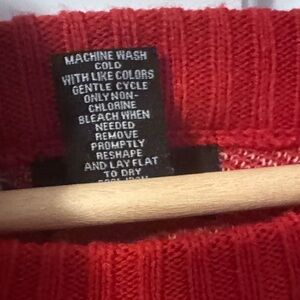 MACHINE WASH
COLD
WITH LIKE COLORS
GENTLE CYCLE
ONLY NON-
CHLORINE
BLEACH WHEN
NEEDED
REMOVE
PROMPTLY
RESHAPE
AND LAY FLAT
TO DRY